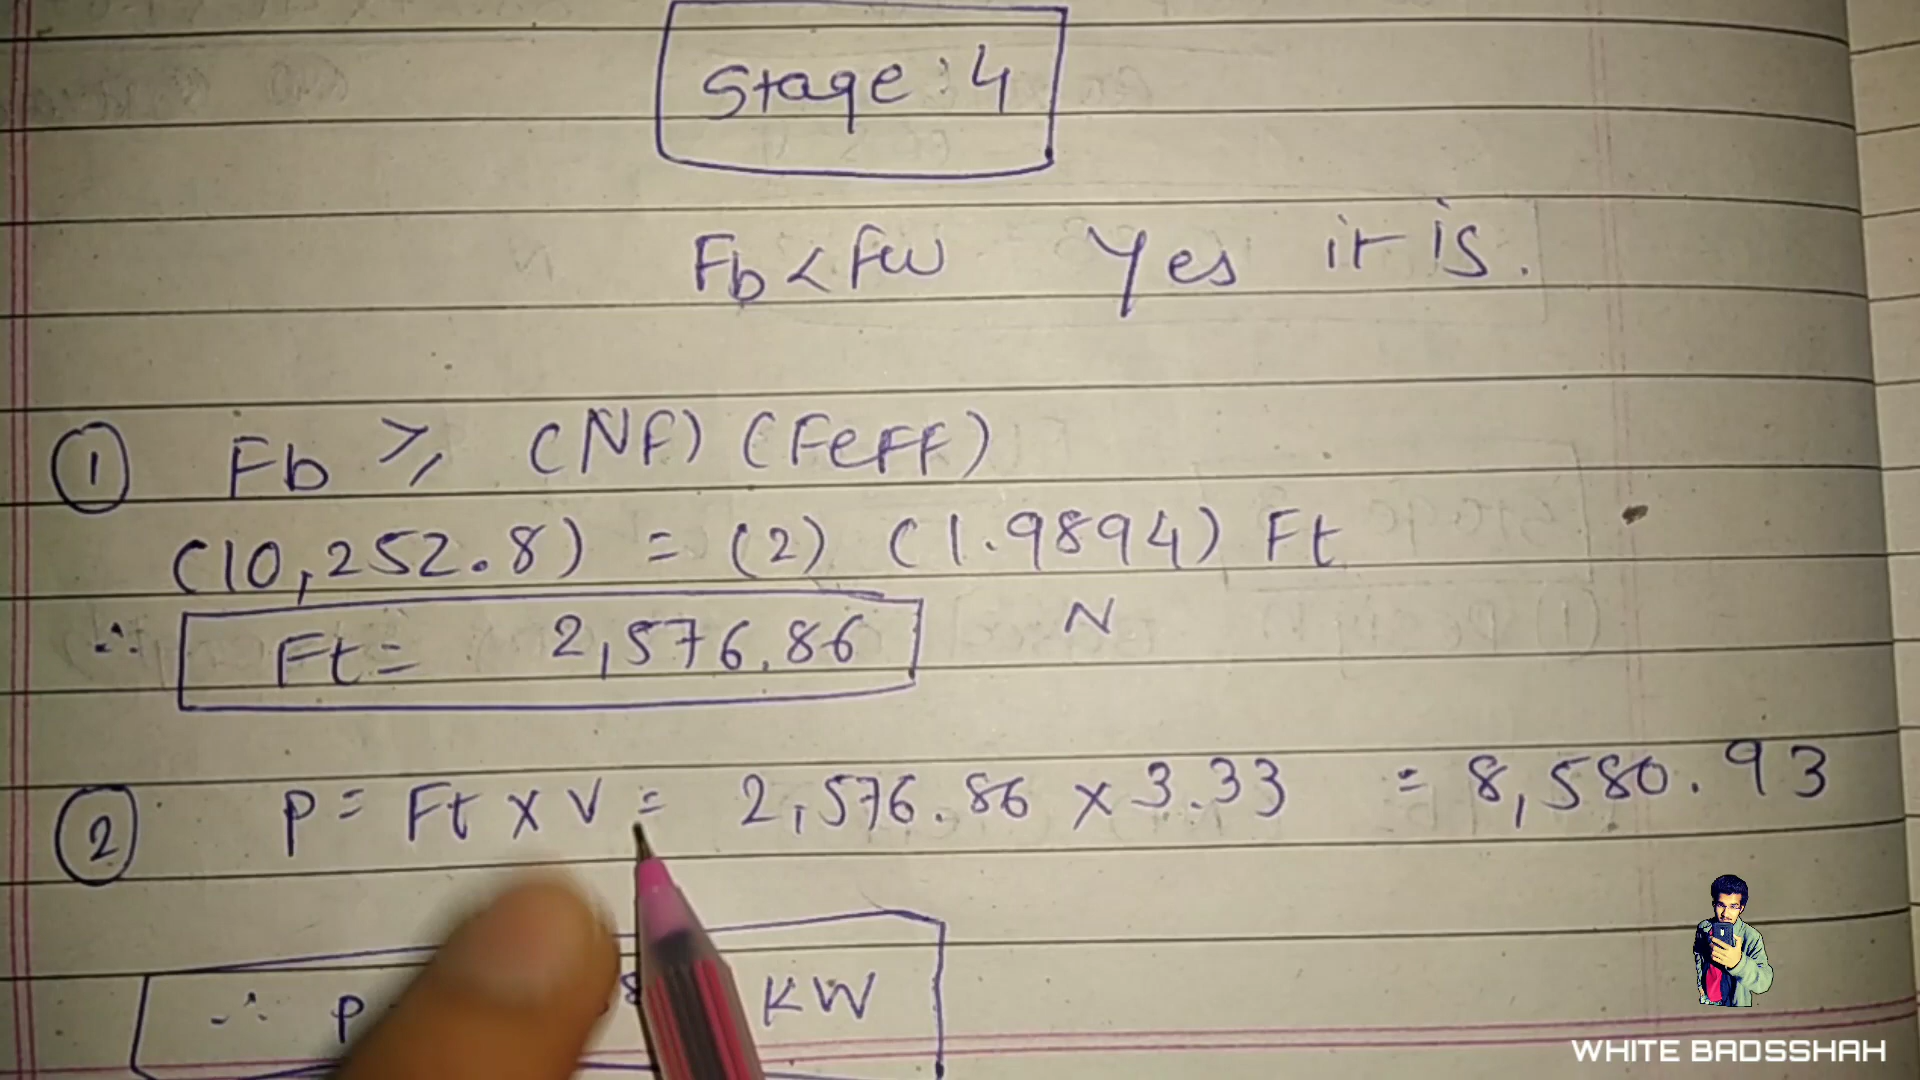 Stage : 4
Fb < Fw Yes it is.
① Fb ⩾ (NF) (Feff)
(10,252.8) = (2) (1.9894) Ft
∴ Ft = 2,576.86 N
② P = Ft x V = 2,576.86 x 3.33 = 8,580.93
∴ P KW
WHITE BADSSHAH